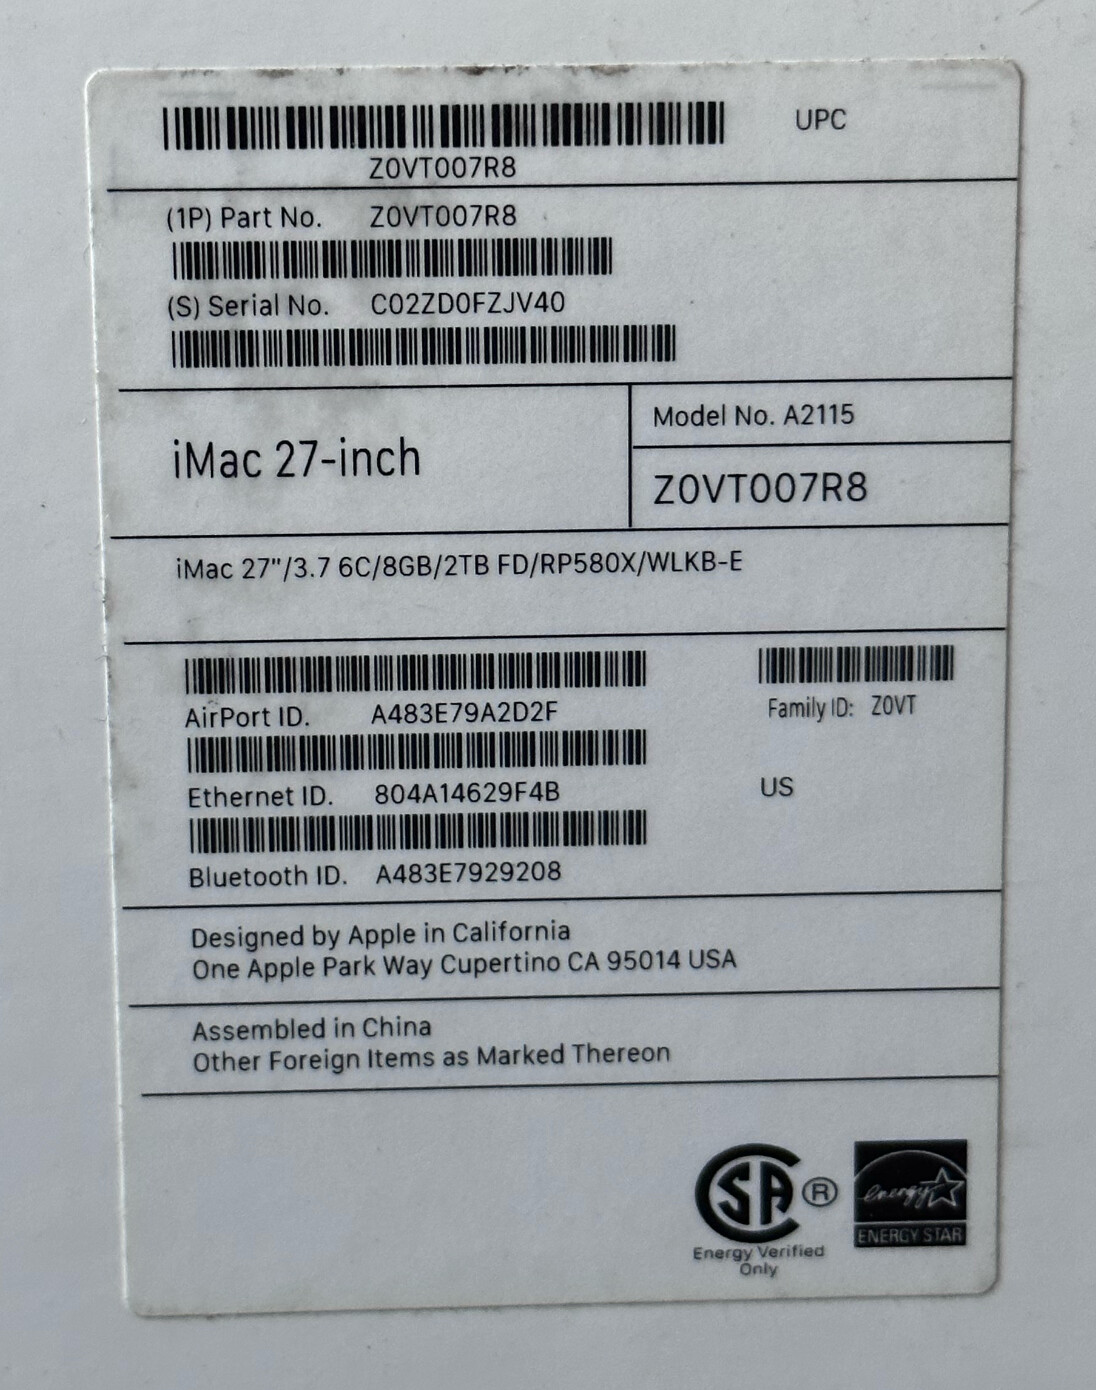 UPC
Z0VT007R8
(1P) Part No. Z0VT007R8
(S) Serial No. C02ZD0FZJV40
iMac 27-inch
Model No. A2115
Z0VT007R8
iMac 27"/3.7 6C/8GB/2TB FD/RP580X/WLKB-E
AirPort ID. A483E79A2D2F
Family ID: Z0VT
Ethernet ID. 804A14629F4B
US
Bluetooth ID. A483E7929208
Designed by Apple in California
One Apple Park Way Cupertino CA 95014 USA
Assembled in China
Other Foreign Items as Marked Thereon
SA ®
energy
ENERGY STAR
Energy Verified
Only